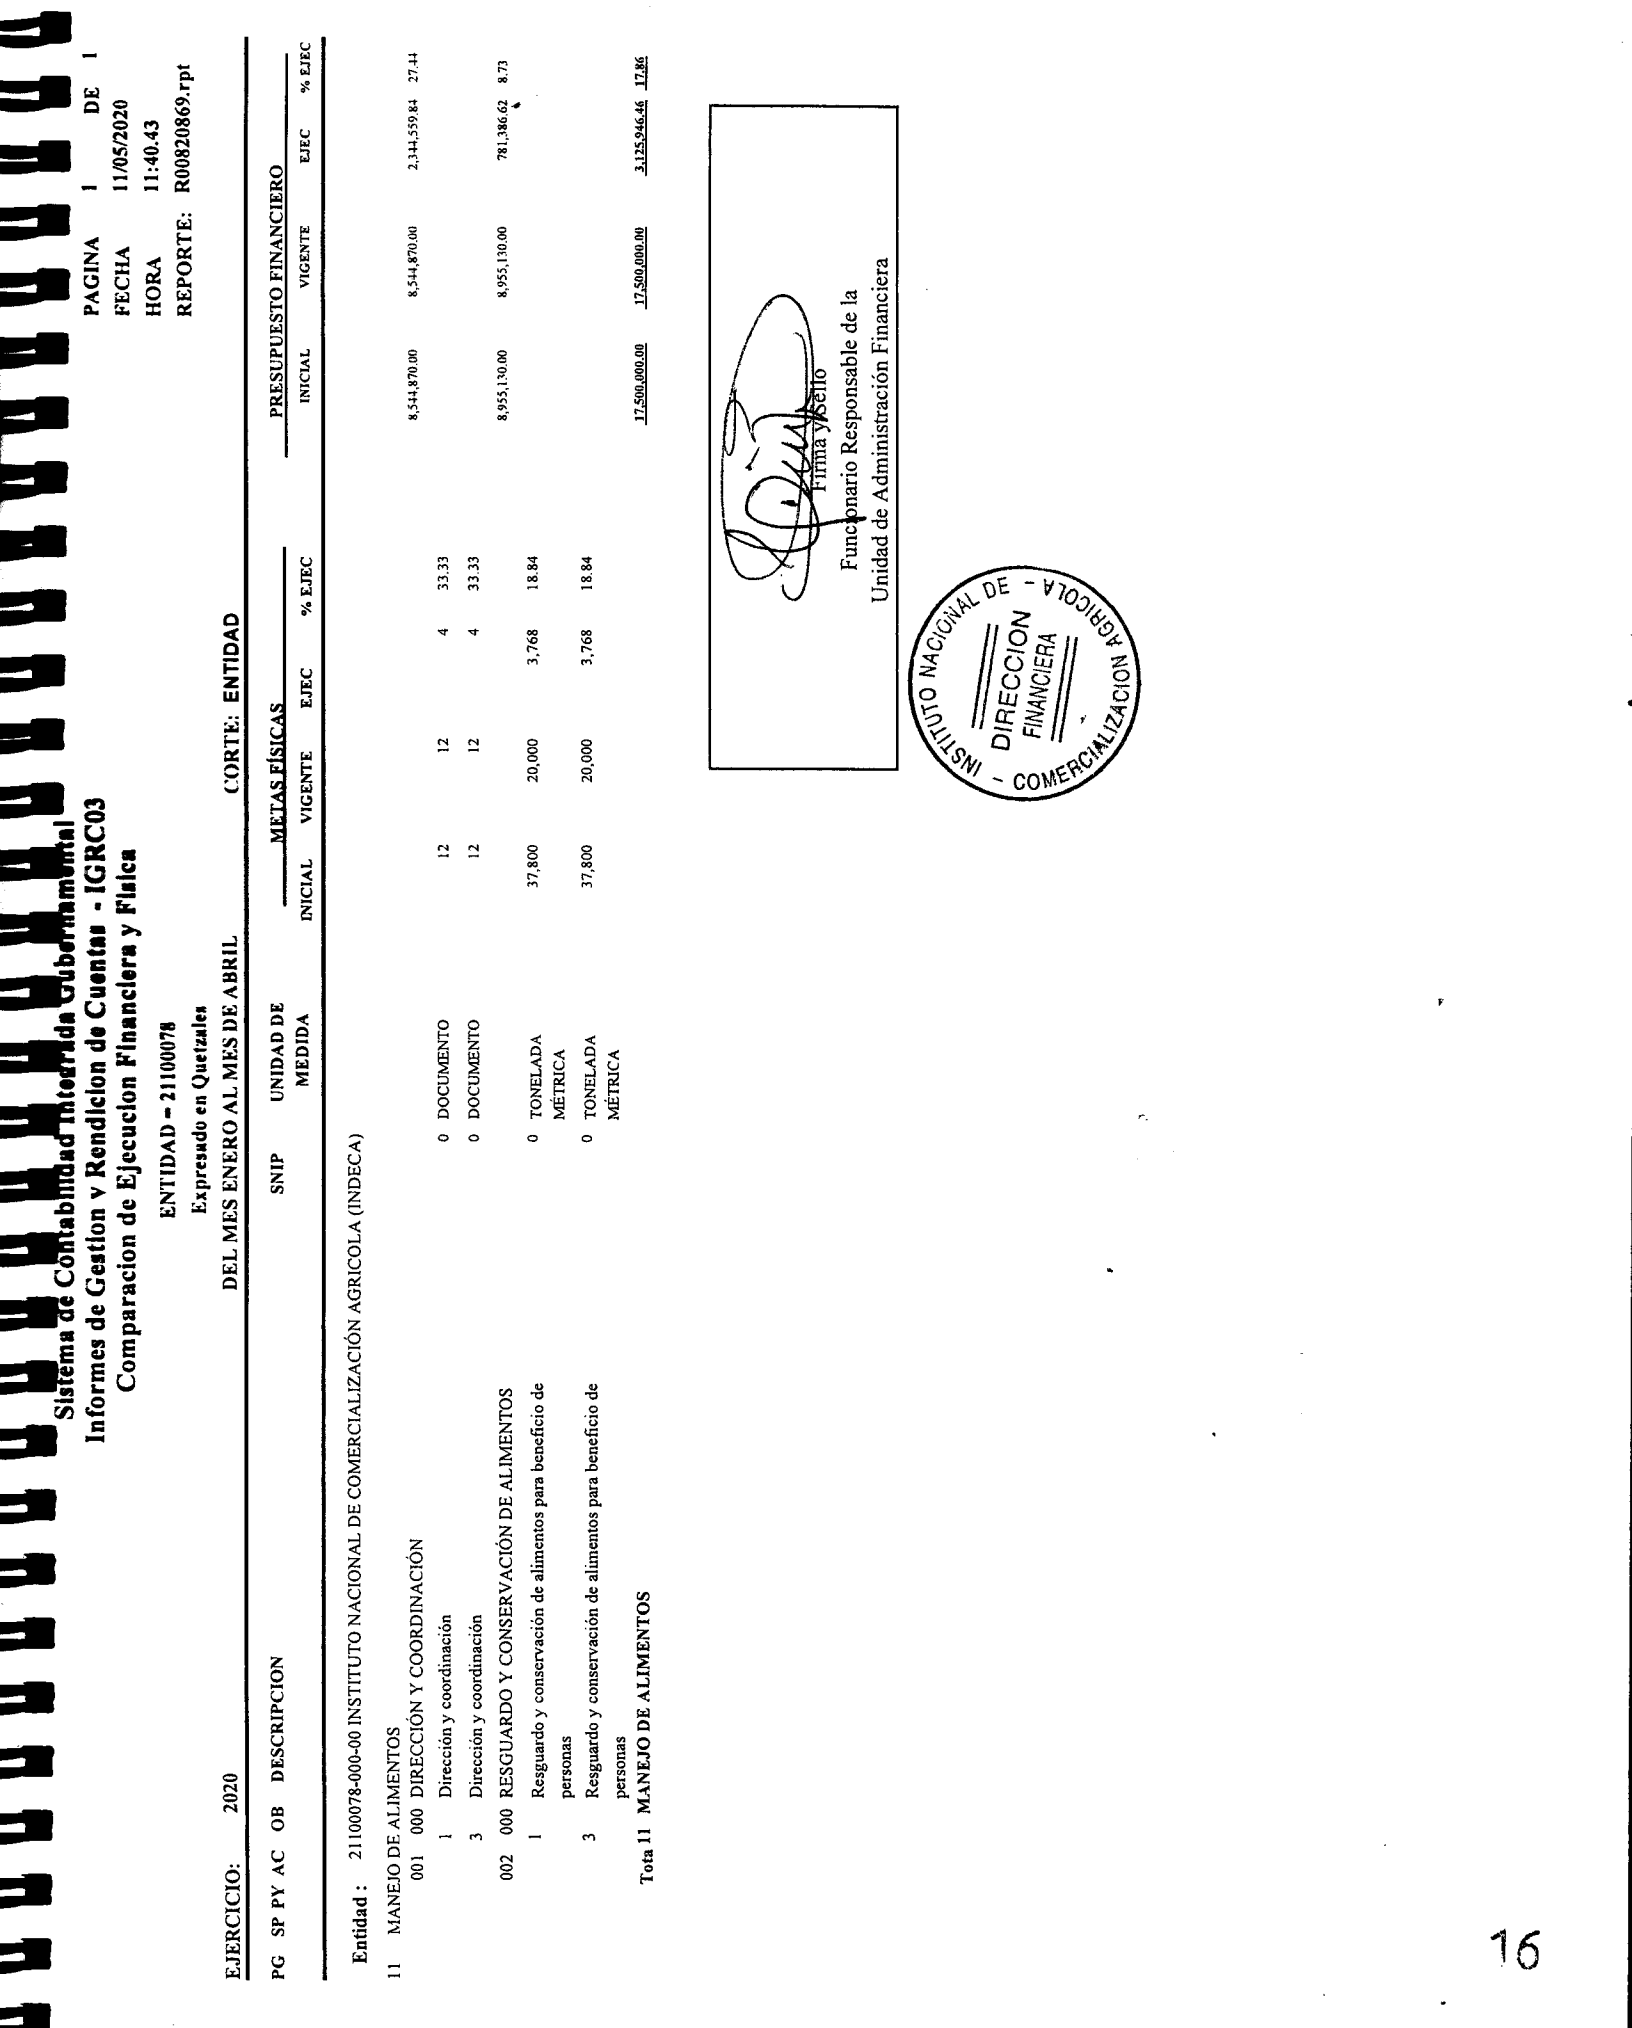 Sistema de Contabilidad Integrada Gubernamental
Informes de Gestion y Rendicion de Cuentas - IGRC03
Comparacion de Ejecucion Financiera y Fisica
ENTIDAD = 21100078
Expresado en Quetzales
PAGINA 1 DE 1
FECHA 11/05/2020
HORA 11:40.43
REPORTE: R00820869.rpt
EJERCICIO: 2020 DEL MES ENERO AL MES DE ABRIL CORTE: ENTIDAD
PG SP PY AC OB DESCRIPCION SNIP UNIDAD DE MEDIDA METAS FÍSICAS PRESUPUESTO FINANCIERO
INICIAL VIGENTE EJEC % EJEC INICIAL VIGENTE EJEC % EJEC
Entidad : 21100078-000-00 INSTITUTO NACIONAL DE COMERCIALIZACIÓN AGRICOLA (INDECA)
11 MANEJO DE ALIMENTOS
001 000 DIRECCIÓN Y COORDINACIÓN 8,544,870.00 8,544,870.00 2,344,559.84 27.44
1 Dirección y coordinación 0 DOCUMENTO 12 12 4 33.33
3 Dirección y coordinación 0 DOCUMENTO 12 12 4 33.33
002 000 RESGUARDO Y CONSERVACIÓN DE ALIMENTOS 8,955,130.00 8,955,130.00 781,386.62 8.73
1 Resguardo y conservación de alimentos para beneficio de 0 TONELADA 37,800 20,000 3,768 18.84
personas MÉTRICA
3 Resguardo y conservación de alimentos para beneficio de 0 TONELADA 37,800 20,000 3,768 18.84
personas MÉTRICA
Tota 11 MANEJO DE ALIMENTOS 17,500,000.00 17,500,000.00 3,125,946.46 17.86
Firma y Sello
Funcionario Responsable de la
Unidad de Administración Financiera
INSTITUTO NACIONAL DE - COMERCIALIZACION AGRICOLA -
DIRECCION
FINANCIERA
16